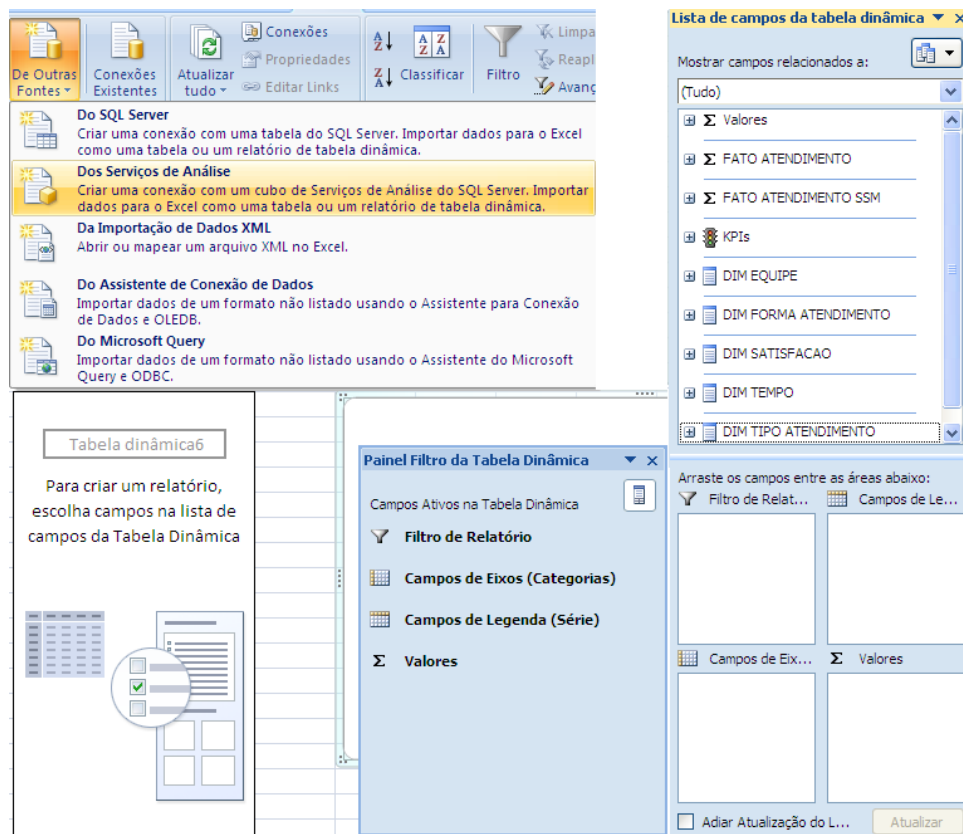 De Outras
Fontes
Conexões
Existentes
Atualizar
tudo
Conexões
Propriedades
Editar Links
A
Z
Z
A
A Z
Z A
Classificar
Filtro
Limpa
Reapl
Avanç
Do SQL Server
Criar uma conexão com uma tabela do SQL Server. Importar dados para o Excel
como uma tabela ou um relatório de tabela dinâmica.
Dos Serviços de Análise
Criar uma conexão com um cubo de Serviços de Análise do SQL Server. Importar
dados para o Excel como uma tabela ou um relatório de tabela dinâmica.
Da Importação de Dados XML
Abrir ou mapear um arquivo XML no Excel.
Do Assistente de Conexão de Dados
Importar dados de um formato não listado usando o Assistente para Conexão
de Dados e OLEDB.
Do Microsoft Query
Importar dados de um formato não listado usando o Assistente do Microsoft
Query e ODBC.
Tabela dinâmica6
Para criar um relatório,
escolha campos na lista de
campos da Tabela Dinâmica
Painel Filtro da Tabela Dinâmica
Campos Ativos na Tabela Dinâmica
Filtro de Relatório
Campos de Eixos (Categorias)
Campos de Legenda (Série)
Σ Valores
Lista de campos da tabela dinâmica
Mostrar campos relacionados a:
(Tudo)
Σ Valores
Σ FATO ATENDIMENTO
Σ FATO ATENDIMENTO SSM
KPIs
DIM EQUIPE
DIM FORMA ATENDIMENTO
DIM SATISFACAO
DIM TEMPO
DIM TIPO ATENDIMENTO
Arraste os campos entre as áreas abaixo:
Filtro de Relat...
Campos de Le...
Campos de Eix...
Σ Valores
Adiar Atualização do L...
Atualizar